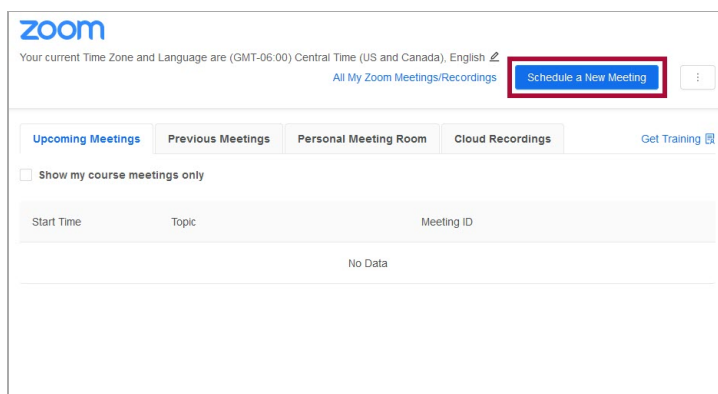 zoom
Your current Time Zone and Language are (GMT-06:00) Central Time (US and Canada), English
All My Zoom Meetings/Recordings Schedule a New Meeting
Upcoming Meetings Previous Meetings Personal Meeting Room Cloud Recordings Get Training
Show my course meetings only
Start Time Topic Meeting ID
No Data